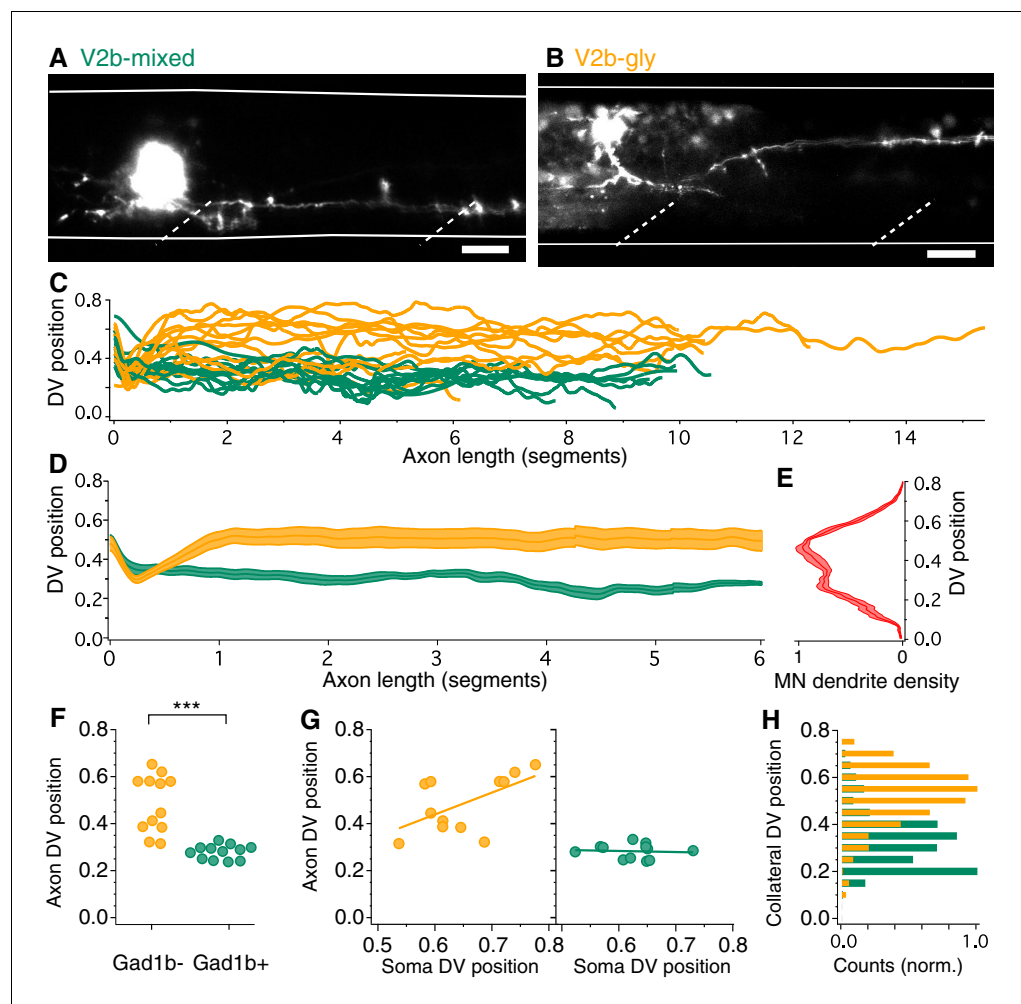 A V2b-mixed
B V2b-gly
C
DV position
0.8
0.4
0.0
0 2 4 6 8 10 12 14
Axon length (segments)
D
DV position
0.8
0.6
0.4
0.2
0.0
0 1 2 3 4 5 6
Axon length (segments)
E
0.8
0.6
0.4
0.2
0.0
DV position
1 0
MN dendrite density
F
***
Axon DV position
0.8
0.6
0.4
0.2
0.0
Gad1b- Gad1b+
G
Axon DV position
0.8
0.6
0.4
0.2
0.0
0.5 0.6 0.7 0.8
Soma DV position
0.6 0.7 0.8
Soma DV position
H
Collateral DV position
0.8
0.6
0.4
0.2
0.0
0.0 1.0
Counts (norm.)